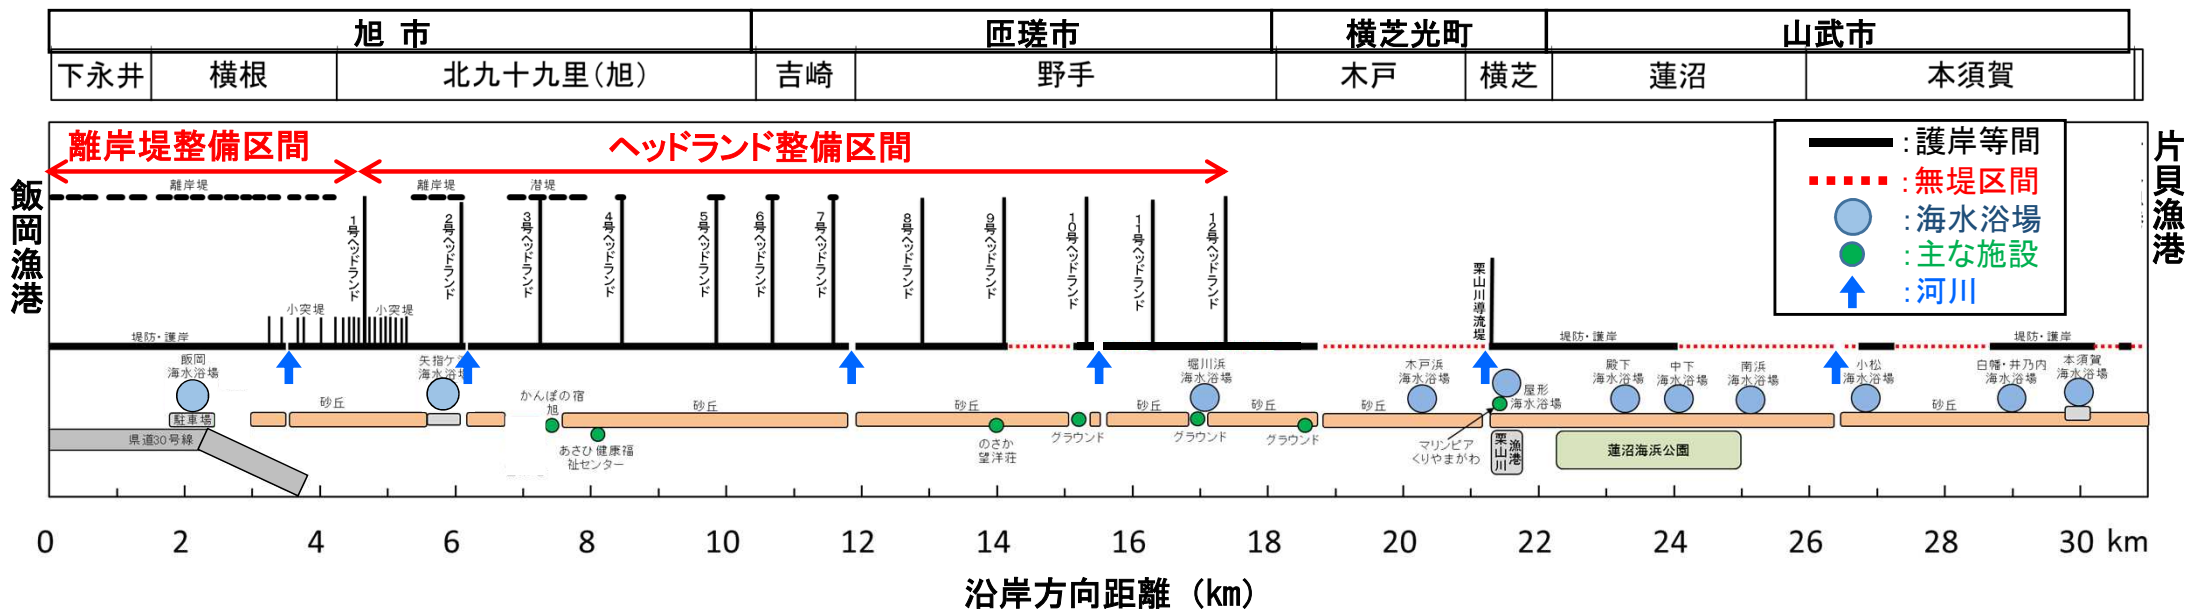 旭 市
匝瑳市
横芝光町
山武市
下永井
横根
北九十九里(旭)
吉崎
野手
木戸
横芝
蓮沼
本須賀
飯岡漁港
片貝漁港
離岸堤整備区間
ヘッドランド整備区間
:護岸等間
:無堤区間
:海水浴場
:主な施設
:河川
離岸堤
離岸堤
潜堤
1号ヘッドランド
2号ヘッドランド
3号ヘッドランド
4号ヘッドランド
5号ヘッドランド
6号ヘッドランド
7号ヘッドランド
8号ヘッドランド
9号ヘッドランド
10号ヘッドランド
11号ヘッドランド
12号ヘッドランド
栗山川導流堤
小突堤
小突堤
堤防・護岸
堤防・護岸
堤防・護岸
飯岡
海水浴場
矢指ケ
海水浴場
堀川浜
海水浴場
木戸浜
海水浴場
屋形
海水浴場
殿下
海水浴場
中下
海水浴場
南浜
海水浴場
小松
海水浴場
白幡・井乃内
海水浴場
本須賀
海水浴場
駐車場
県道30号線
砂丘
かんぽの宿
旭
あさひ健康福
祉センター
砂丘
砂丘
のさか
望洋荘
グラウンド
砂丘
グラウンド
砂丘
グラウンド
砂丘
マリンピア
くりやまがわ
栗山川
漁港
蓮沼海浜公園
砂丘
0 2 4 6 8 10 12 14 16 18 20 22 24 26 28 30 km
沿岸方向距離 (km)